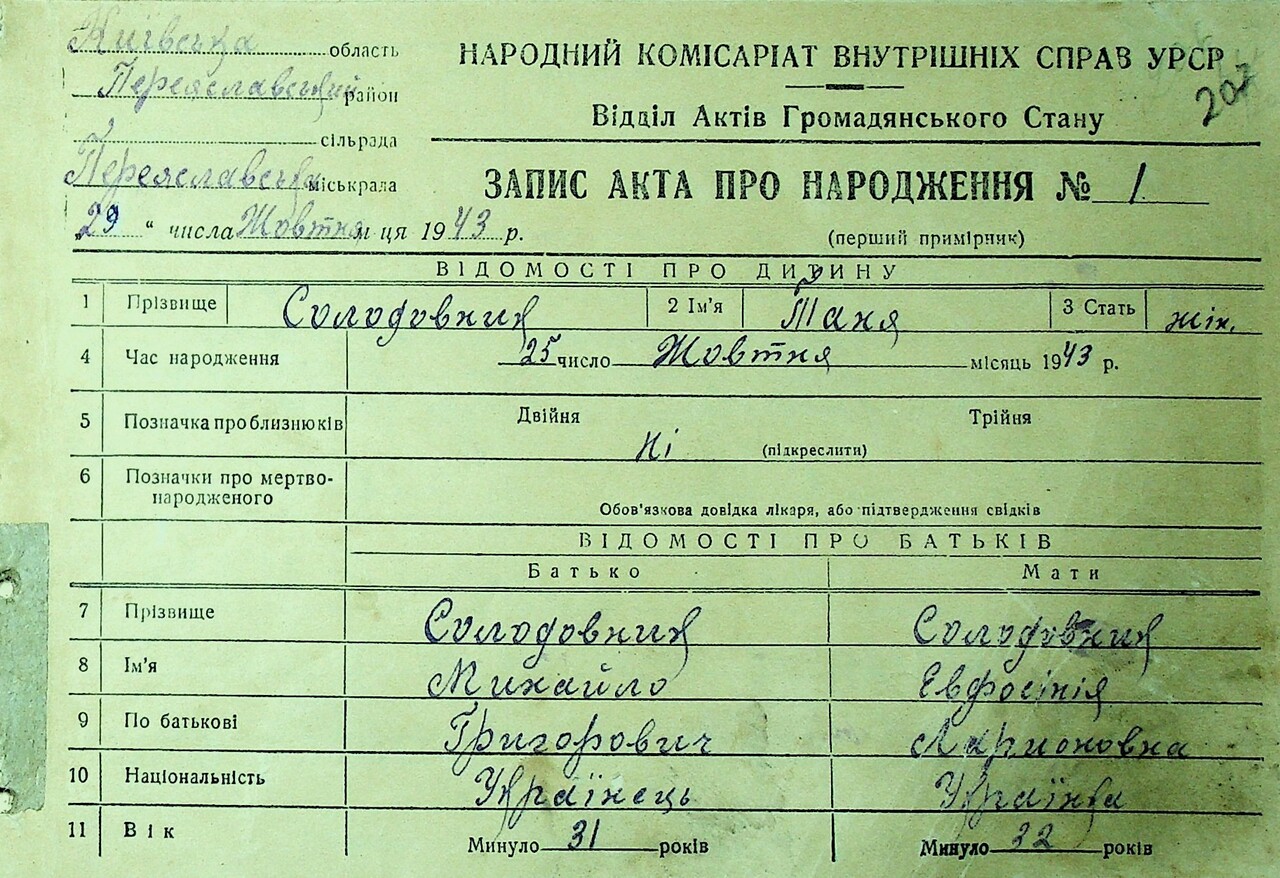 Київська область
Переяславський район
сільрада
Переяславська міськрада
„29 “ числа Жовтня м ця 1943 р.
НАРОДНИЙ КОМІСАРІАТ ВНУТРІШНІХ СПРАВ УРСР
202
Відділ Актів Громадянського Стану
ЗАПИС АКТА ПРО НАРОДЖЕННЯ № 1
(перший примірник)
ВІДОМОСТІ ПРО ДИТИНУ
1 Прізвище Солодовник 2 Ім'я Таня 3 Стать жін.
4 Час народження 25 число Жовтня місяць 1943 р.
5 Позначка про близнюків Двійня Трійня
Ні (підкреслити)
6 Позначки про мертво-
народженого
Обов'язкова довідка лікаря, або підтвердження свідків
ВІДОМОСТІ ПРО БАТЬКІВ
Батько Мати
7 Прізвище Солодовник Солодовник
8 Ім'я Михайло Евфосінія
9 По батькові Григорович Ларионовна
10 Національність Українець Українка
11 Вік Минуло 31 років Минуло 32 років